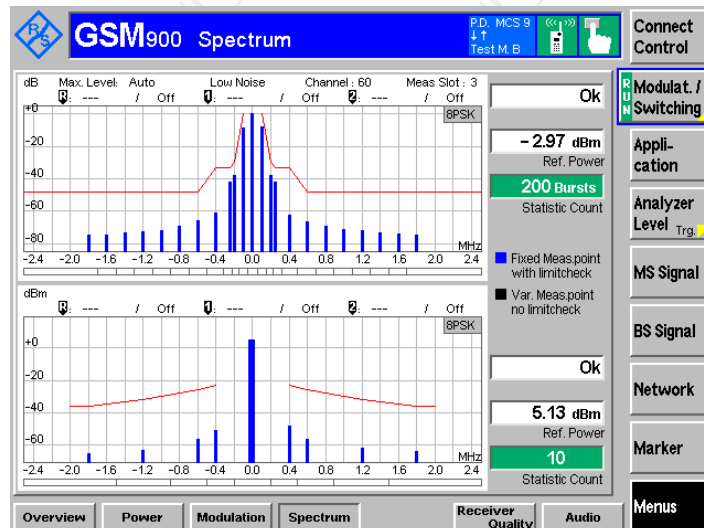 R&S
GSM900 Spectrum
P.D. MCS 9
Test M. B
Connect
Control
dB Max. Level: Auto Low Noise Channel : 60 Meas Slot : 3
R: --- / Off 1: --- / Off 2: --- / Off
8PSK
+0
-20
-40
-60
-80
MHz
-2.4 -2.0 -1.6 -1.2 -0.8 -0.4 0.0 0.4 0.8 1.2 1.6 2.0 2.4
Ok
-2.97 dBm
Ref. Power
200 Bursts
Statistic Count
Fixed Meas.point
with limitcheck
Var. Meas.point
no limitcheck
dBm
R: --- / Off 1: --- / Off 2: --- / Off
8PSK
+0
-20
-40
-60
MHz
-2.4 -2.0 -1.6 -1.2 -0.8 -0.4 0.0 0.4 0.8 1.2 1.6 2.0 2.4
Ok
5.13 dBm
Ref. Power
10
Statistic Count
RUN
Modulat. /
Switching
Appli-
cation
Analyzer
Level Trg.
MS Signal
BS Signal
Network
Marker
Menus
Overview Power Modulation Spectrum Receiver
Quality Audio